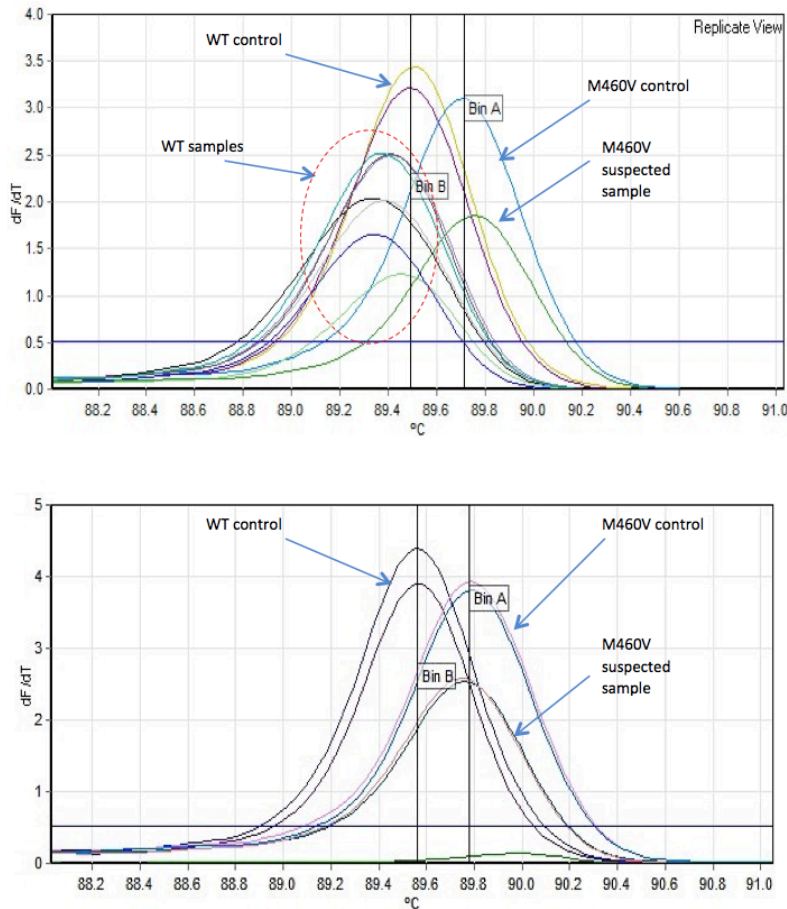 4.0
3.5
3.0
2.5
2.0
1.5
1.0
0.5
0.0
dF/dT
WT control
Replicate View
Bin A
M460V control
WT samples
M460V
suspected
sample
Bin B
88.2 88.4 88.6 88.8 89.0 89.2 89.4 89.6 89.8 90.0 90.2 90.4 90.6 90.8 91.0
ºC
5
4
3
2
1
0
dF/dT
WT control
M460V control
Bin A
M460V
suspected
sample
Bin B
88.2 88.4 88.6 88.8 89.0 89.2 89.4 89.6 89.8 90.0 90.2 90.4 90.6 90.8 91.0
ºC